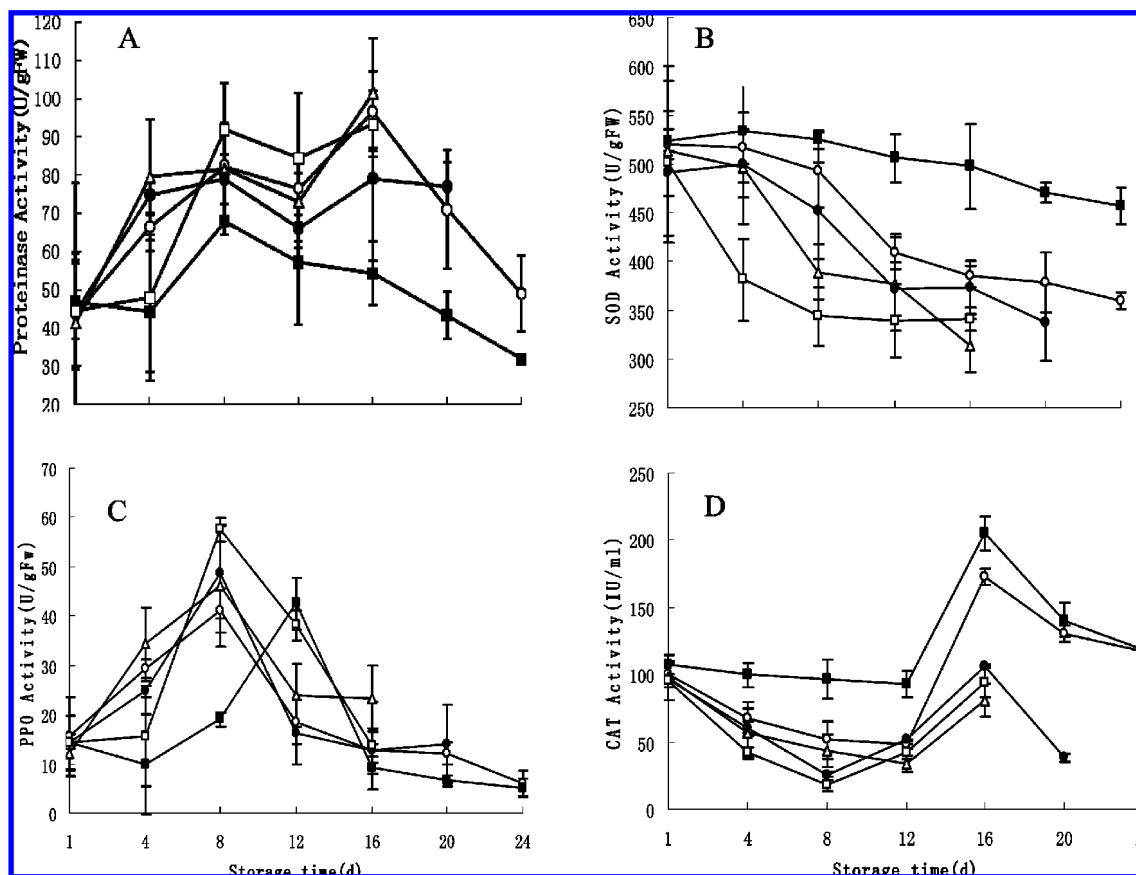 A
Proteinase Activity(U/gFW)
120
110
100
90
80
70
60
50
40
30
20
B
SOD Activity(U/gFW)
650
600
550
500
450
400
350
300
250
C
PPO Activity(U/gFw)
70
60
50
40
30
20
10
0
1 4 8 12 16 20 24
Storage time(d)
D
CAT Activity(IU/ml)
250
200
150
100
50
0
1 4 8 12 16 20
Storage time(d)